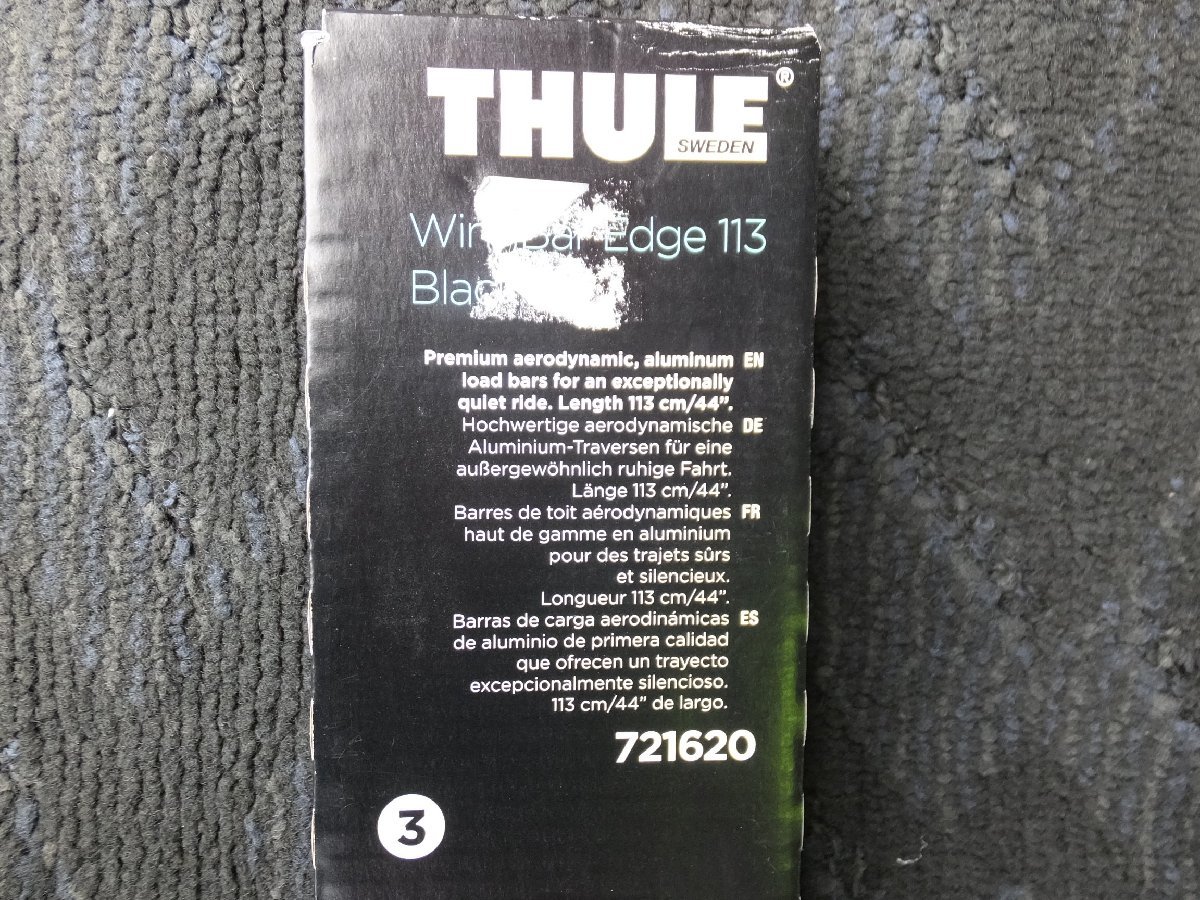 THULE®
SWEDEN
Edge 113
Premium aerodynamic, aluminum EN
load bars for an exceptionally
quiet ride. Length 113 cm/44”.
Hochwertige aerodynamische DE
Aluminium-Traversen für eine
außergewöhnlich ruhige Fahrt.
Länge 113 cm/44”.
Barres de toit aérodynamiques FR
haut de gamme en aluminium
pour des trajets sûrs
et silencieux.
Longueur 113 cm/44”.
Barras de carga aerodinámicas ES
de aluminio de primera calidad
que ofrecen un trayecto
excepcionalmente silencioso.
113 cm/44” de largo.
721620
3